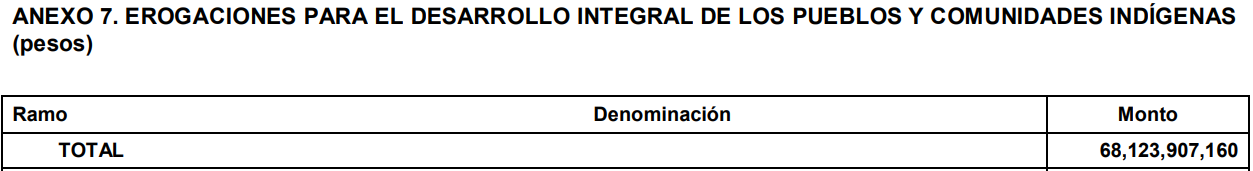 ANEXO 7. EROGACIONES PARA EL DESARROLLO INTEGRAL DE LOS PUEBLOS Y COMUNIDADES INDÍGENAS
(pesos)
Ramo Denominación Monto
TOTAL 68,123,907,160